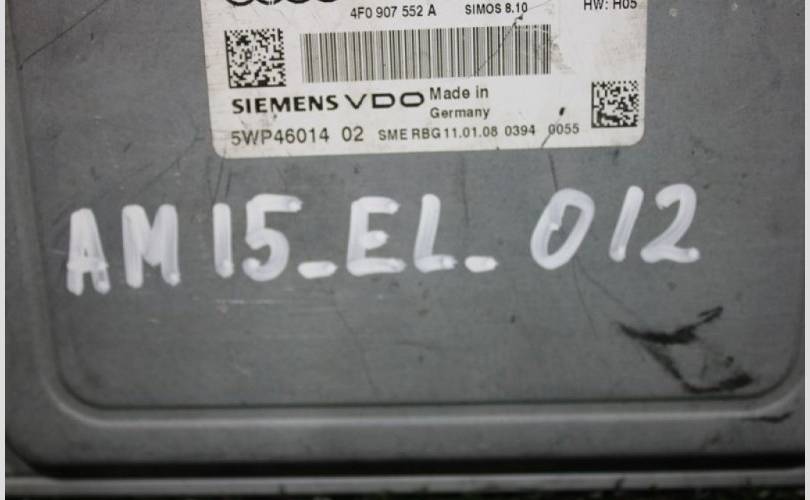 4F0 907 552 A SIMOS 8.10 HW: H05
SIEMENS VDO Made in
Germany
5WP46014 02 SME RBG 11.01.08 0394 0055
AM 15_EL_012